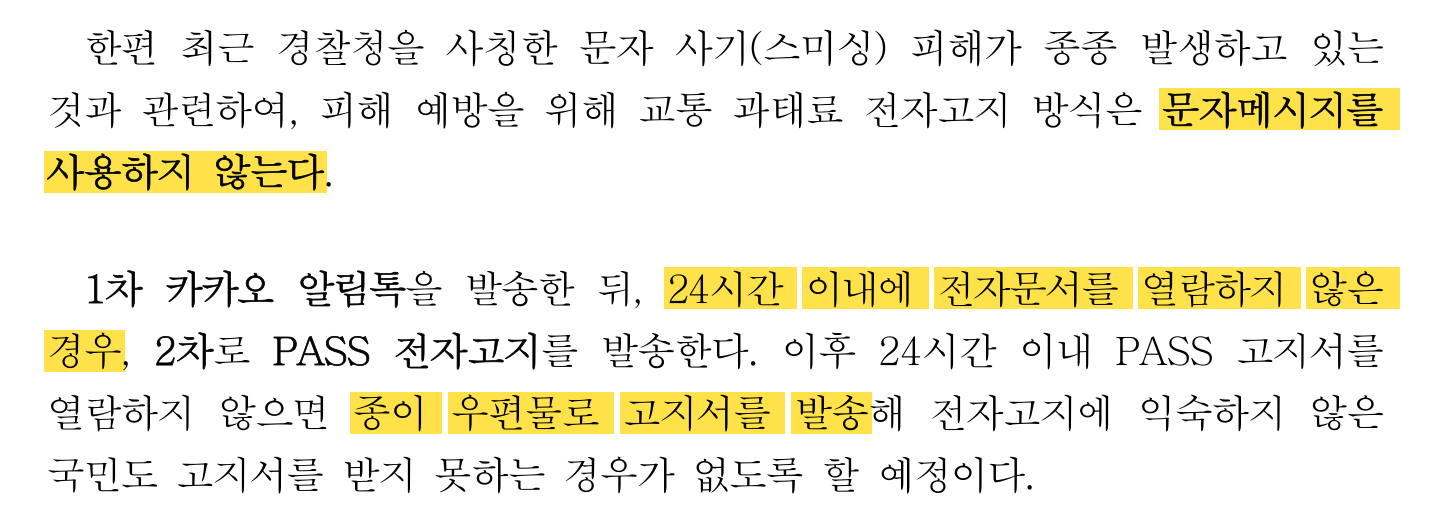 한편 최근 경찰청을 사칭한 문자 사기(스미싱) 피해가 종종 발생하고 있는
것과 관련하여, 피해 예방을 위해 교통 과태료 전자고지 방식은 문자메시지를
사용하지 않는다.
1차 카카오 알림톡을 발송한 뒤, 24시간 이내에 전자문서를 열람하지 않은
경우, 2차로 PASS 전자고지를 발송한다. 이후 24시간 이내 PASS 고지서를
열람하지 않으면 종이 우편물로 고지서를 발송해 전자고지에 익숙하지 않은
국민도 고지서를 받지 못하는 경우가 없도록 할 예정이다.